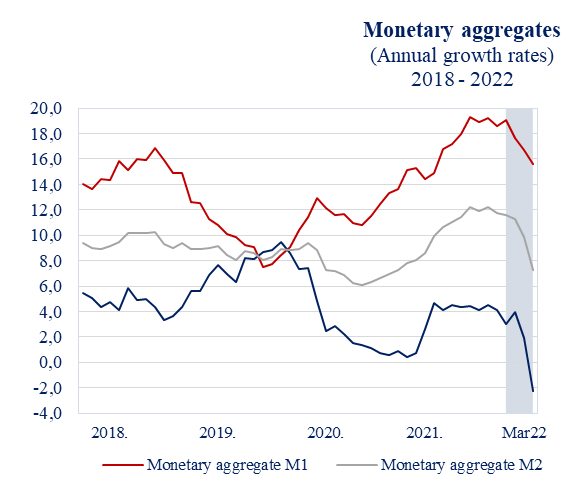 Monetary aggregates
(Annual growth rates)
2018 - 2022
20,0
18,0
16,0
14,0
12,0
10,0
8,0
6,0
4,0
2,0
0,0
-2,0
-4,0
2018. 2019. 2020. 2021. Mar22
Monetary aggregate M1 Monetary aggregate M2